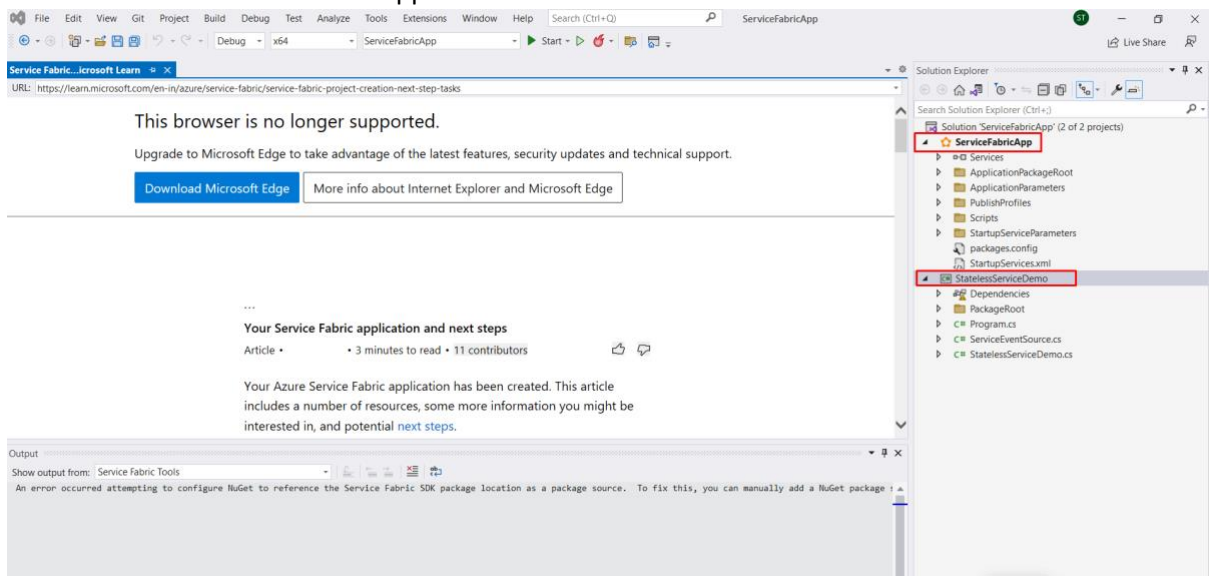 File Edit View Git Project Build Debug Test Analyze Tools Extensions Window Help Search (Ctrl+Q) ServiceFabricApp ST
Debug x64 ServiceFabricApp Start Live Share
Service Fabric...icrosoft Learn
URL: https://learn.microsoft.com/en-in/azure/service-fabric/service-fabric-project-creation-next-step-tasks
This browser is no longer supported.
Upgrade to Microsoft Edge to take advantage of the latest features, security updates and technical support.
Download Microsoft Edge More info about Internet Explorer and Microsoft Edge
...
Your Service Fabric application and next steps
Article • • 3 minutes to read • 11 contributors
Your Azure Service Fabric application has been created. This article
includes a number of resources, some more information you might be
interested in, and potential next steps.
Output
Show output from: Service Fabric Tools
An error occurred attempting to configure NuGet to reference the Service Fabric SDK package location as a package source. To fix this, you can manually add a NuGet package
Solution Explorer
Search Solution Explorer (Ctrl+;)
Solution 'ServiceFabricApp' (2 of 2 projects)
ServiceFabricApp
Services
ApplicationPackageRoot
ApplicationParameters
PublishProfiles
Scripts
StartupServiceParameters
packages.config
StartupServices.xml
StatelessServiceDemo
Dependencies
PackageRoot
C# Program.cs
C# ServiceEventSource.cs
C# StatelessServiceDemo.cs